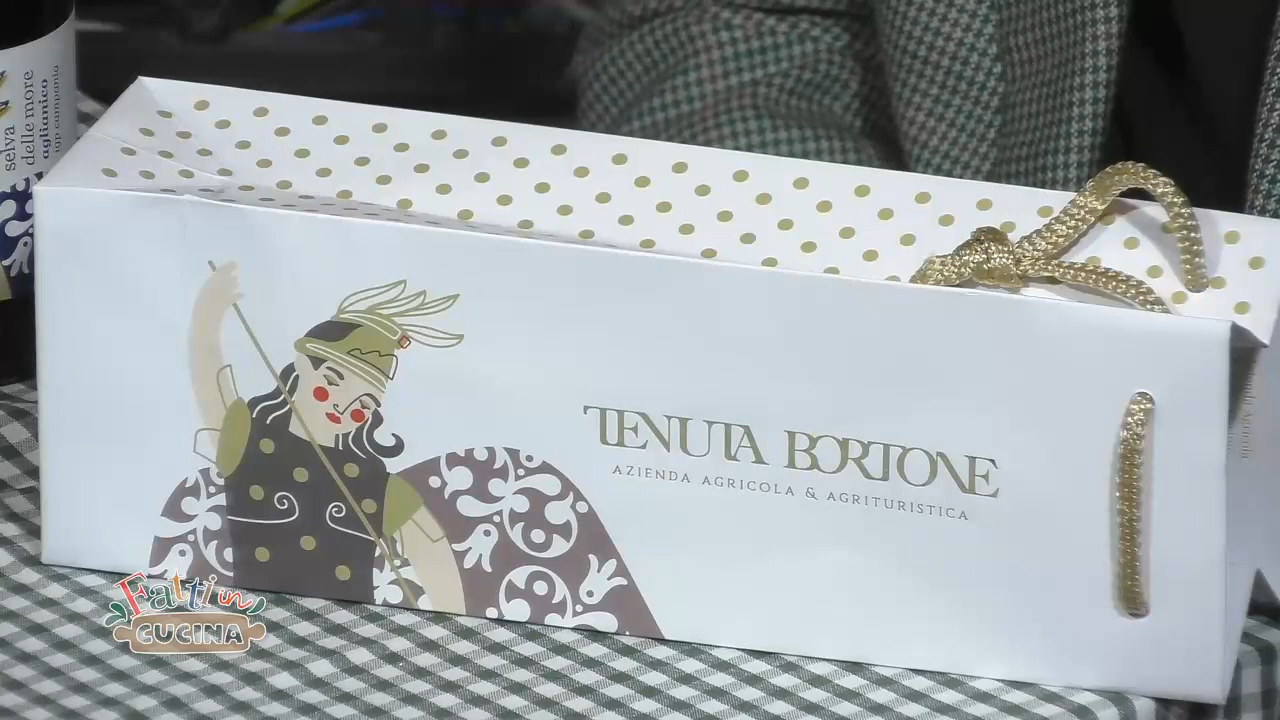 selva
delle more
aglianico
igp campania
TENUTA BORTONE
AZIENDA AGRICOLA & AGRITURISTICA
Fatti in
CUCINA